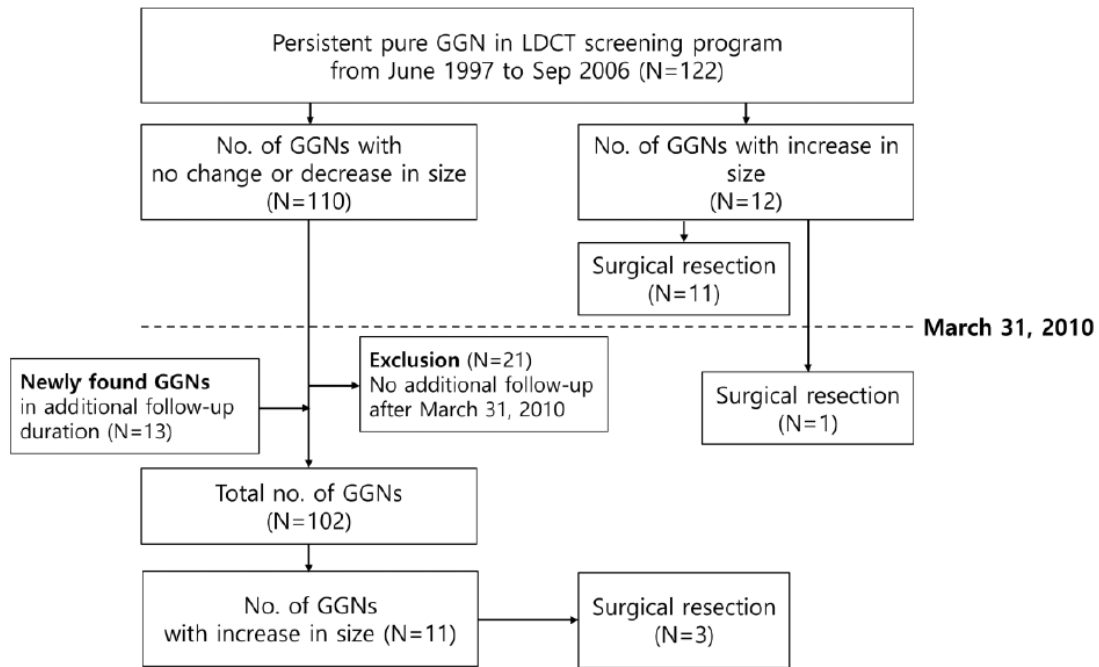 Persistent pure GGN in LDCT screening program
from June 1997 to Sep 2006 (N=122)
No. of GGNs with
no change or decrease in size
(N=110)
No. of GGNs with increase in
size
(N=12)
Surgical resection
(N=11)
March 31, 2010
Newly found GGNs
in additional follow-up
duration (N=13)
Exclusion (N=21)
No additional follow-up
after March 31, 2010
Surgical resection
(N=1)
Total no. of GGNs
(N=102)
No. of GGNs
with increase in size (N=11)
Surgical resection
(N=3)